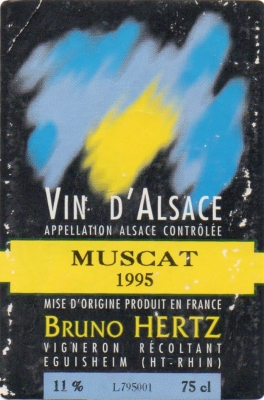 VIN D'ALSACE
APPELLATION ALSACE CONTRÔLÉE
MUSCAT
1995
MISE D'ORIGINE PRODUIT EN FRANCE
BRUNO HERTZ
VIGNERON RÉCOLTANT
EGUISHEIM (HT-RHIN)
11 % L795001 75 cl